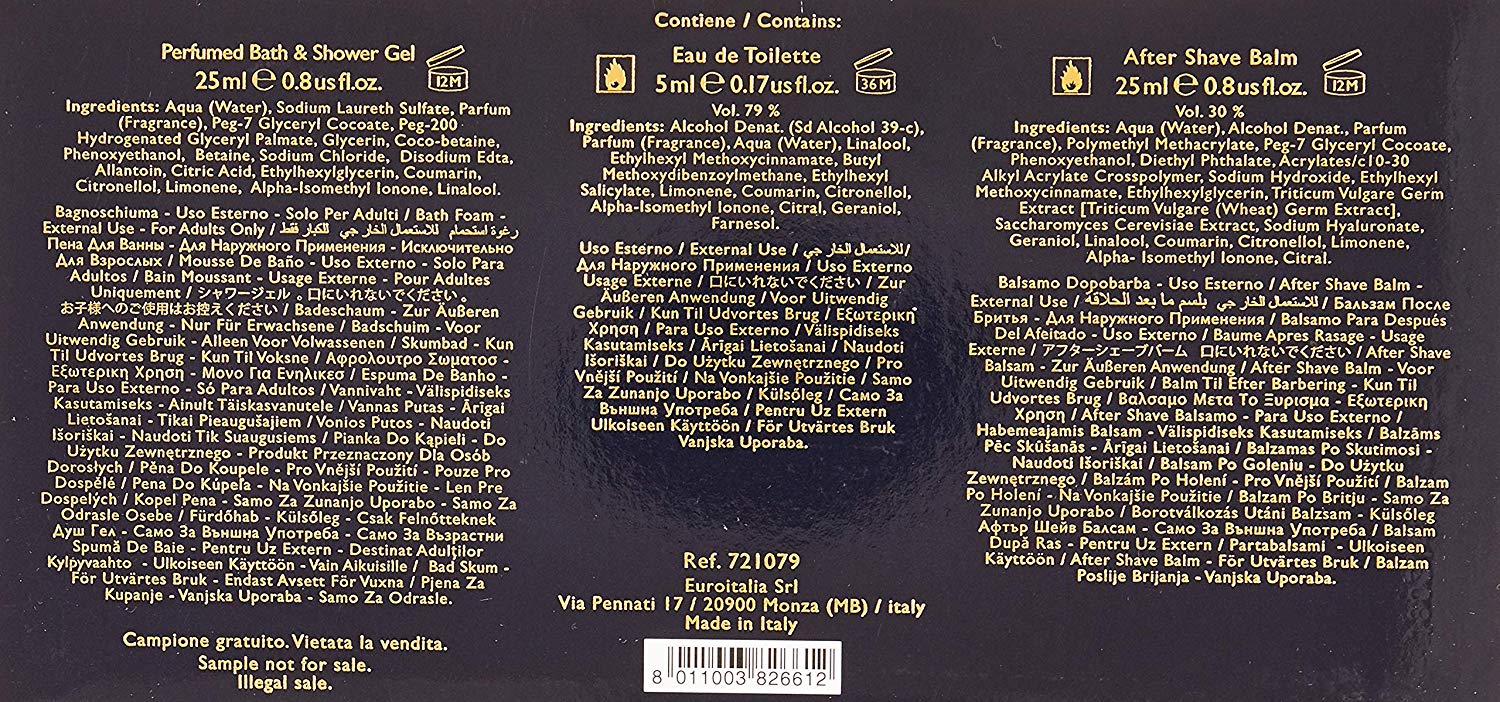 Contiene / Contains:
Perfumed Bath & Shower Gel
25ml ℮ 0.8us fl.oz.
12M
Ingredients: Aqua (Water), Sodium Laureth Sulfate, Parfum
(Fragrance), Peg-7 Glyceryl Cocoate, Peg-200
Hydrogenated Glyceryl Palmate, Glycerin, Coco-betaine,
Phenoxyethanol, Betaine, Sodium Chloride, Disodium Edta,
Allantoin, Citric Acid, Ethylhexylglycerin, Coumarin,
Citronellol, Limonene, Alpha-Isomethyl Ionone, Linalool.
Bagnoschiuma - Uso Esterno - Solo Per Adulti / Bath Foam -
External Use - For Adults Only / رغوة استحمام للاستعمال الخارجي للكبار فقط /
Пена Для Ванны - Для Наружного Применения - Исключительно
Для Взрослых / Mousse De Baño - Uso Externo - Solo Para
Adultos / Bain Moussant - Usage Externe - Pour Adultes
Uniquement / シャワージェル 。口にいれないでください 。
お子様へのご使用はお控えください / Badeschaum - Zur Äußeren
Anwendung - Nur Für Erwachsene / Badschuim - Voor
Uitwendig Gebruik - Alleen Voor Volwassenen / Skumbad - Kun
Til Udvortes Brug - Kun Til Voksne / Αφρολουτρο Σωματοσ -
Εξωτερικη Χρηση - Μονο Για Ενηλικεσ / Espuma De Banho -
Para Uso Externo - Só Para Adultos / Vannivaht - Välispidiseks
Kasutamiseks - Ainult Täiskasvanutele / Vannas Putas - Ārīgai
Lietošanai - Tikai Pieaugušajiem / Vonios Putos - Naudoti
Išoriškai - Naudoti Tik Suaugusiems / Pianka Do Kąpieli - Do
Użytku Zewnętrznego - Produkt Przeznaczony Dla Osób
Dorosłych / Pěna Do Koupele - Pro Vnější Použití - Pouze Pro
Dospělé / Pena Do Kúpeľa - Na Vonkajšie Použitie - Len Pre
Dospelých / Kopel Pena - Samo Za Zunanjo Uporabo - Samo Za
Odrasle Osebe / Fürdőhab - Külsőleg - Csak Felnőtteknek
Душ Гел - Само За Външна Употреба - Само За Възрастни
Spumă De Baie - Pentru Uz Extern - Destinat Adulților
Kylpyvaahto - Ulkoiseen Käyttöön - Vain Aikuisille / Bad Skum -
För Utvärtes Bruk - Endast Avsett För Vuxna / Pjena Za
Kupanje - Vanjska Uporaba - Samo Za Odrasle.
Campione gratuito. Vietata la vendita.
Sample not for sale.
Illegal sale.
Eau de Toilette
5ml ℮ 0.17us fl.oz.
36M
Vol. 79 %
Ingredients: Alcohol Denat. (Sd Alcohol 39-c),
Parfum (Fragrance), Aqua (Water), Linalool,
Ethylhexyl Methoxycinnamate, Butyl
Methoxydibenzoylmethane, Ethylhexyl
Salicylate, Limonene, Coumarin, Citronellol,
Alpha-Isomethyl Ionone, Citral, Geraniol,
Farnesol.
Uso Esterno / External Use / للاستعمال الخارجي /
Для Наружного Применения / Uso Externo
Usage Externe / 口にいれないでください / Zur
Äußeren Anwendung / Voor Uitwendig
Gebruik / Kun Til Udvortes Brug / Εξωτερικη
Χρηση / Para Uso Externo / Välispidiseks
Kasutamiseks / Ārīgai Lietošanai / Naudoti
Išoriškai / Do Użytku Zewnętrznego / Pro
Vnější Použití / Na Vonkajšie Použitie / Samo
Za Zunanjo Uporabo / Külsőleg / Само За
Външна Употреба / Pentru Uz Extern
Ulkoiseen Käyttöön / För Utvärtes Bruk
Vanjska Uporaba.
Ref. 721079
Euroitalia Srl
Via Pennati 17 / 20900 Monza (MB) / italy
Made in Italy
8 011003 826612
After Shave Balm
25ml ℮ 0.8us fl.oz.
12M
Vol. 30 %
Ingredients: Aqua (Water), Alcohol Denat., Parfum
(Fragrance), Polymethyl Methacrylate, Peg-7 Glyceryl Cocoate,
Phenoxyethanol, Diethyl Phthalate, Acrylates/c10-30
Alkyl Acrylate Crosspolymer, Sodium Hydroxide, Ethylhexyl
Methoxycinnamate, Ethylhexylglycerin, Triticum Vulgare Germ
Extract [Triticum Vulgare (Wheat) Germ Extract],
Saccharomyces Cerevisiae Extract, Sodium Hyaluronate,
Geraniol, Linalool, Coumarin, Citronellol, Limonene,
Alpha- Isomethyl Ionone, Citral.
Balsamo Dopobarba - Uso Esterno / After Shave Balm -
External Use / بلسم ما بعد الحلاقة للاستعمال الخارجي / Бальзам После
Бритья - Для Наружного Применения / Balsamo Para Después
Del Afeitado - Uso Externo / Baume Apres Rasage - Usage
Externe / アフターシェーブバーム 口にいれないでください / After Shave
Balsam - Zur Äußeren Anwendung / After Shave Balm - Voor
Uitwendig Gebruik / Balm Til Efter Barbering - Kun Til
Udvortes Brug / Βαλσαμο Μετα Το Ξυρισμα - Εξωτερικη
Χρηση / After Shave Balsamo - Para Uso Externo /
Habemeajamis Balsam - Välispidiseks Kasutamiseks / Balzāms
Pēc Skūšanās - Ārīgai Lietošanai / Balzamas Po Skutimosi -
Naudoti Išoriškai / Balsam Po Goleniu - Do Użytku
Zewnętrznego / Balzám Po Holení - Pro Vnější Použití / Balzam
Po Holení - Na Vonkajšie Použitie / Balzam Po Britju - Samo Za
Zunanjo Uporabo / Borotválkozás Utáni Balzsam - Külsőleg
Афтър Шейв Балсам - Само За Външна Употреба / Balsam
După Ras - Pentru Uz Extern / Partabalsami - Ulkoiseen
Käyttöön / After Shave Balm - För Utvärtes Bruk / Balzam
Poslije Brijanja - Vanjska Uporaba.